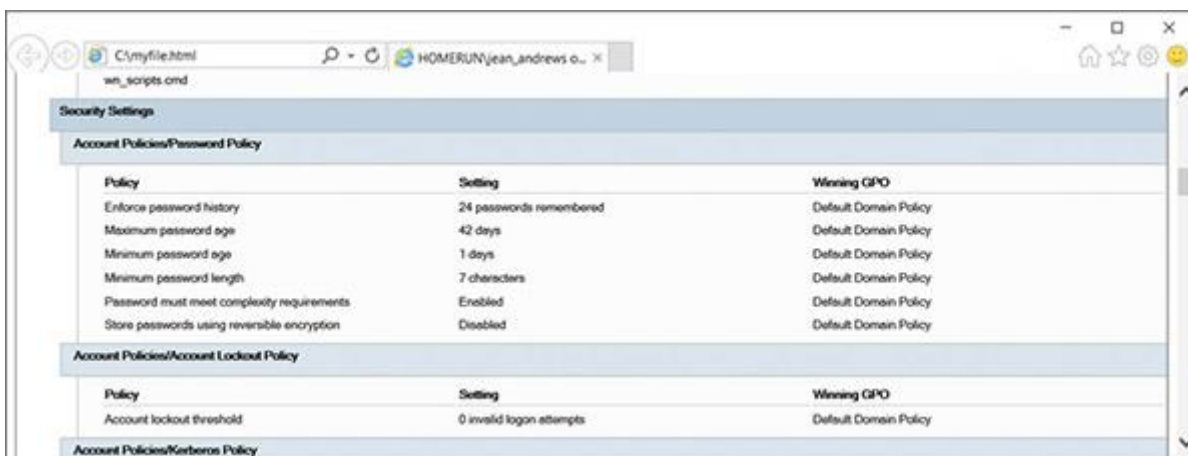 C:\myfile.html
HOMERUN\jean_andrews o...
wn_scripts.cmd
Security Settings
Account Policies/Password Policy
Policy Setting Winning GPO
Enforce password history 24 passwords remembered Default Domain Policy
Maximum password age 42 days Default Domain Policy
Minimum password age 1 days Default Domain Policy
Minimum password length 7 characters Default Domain Policy
Password must meet complexity requirements Enabled Default Domain Policy
Store passwords using reversible encryption Disabled Default Domain Policy
Account Policies/Account Lockout Policy
Policy Setting Winning GPO
Account lockout threshold 0 invalid logon attempts Default Domain Policy
Account Policies/Kerberos Policy